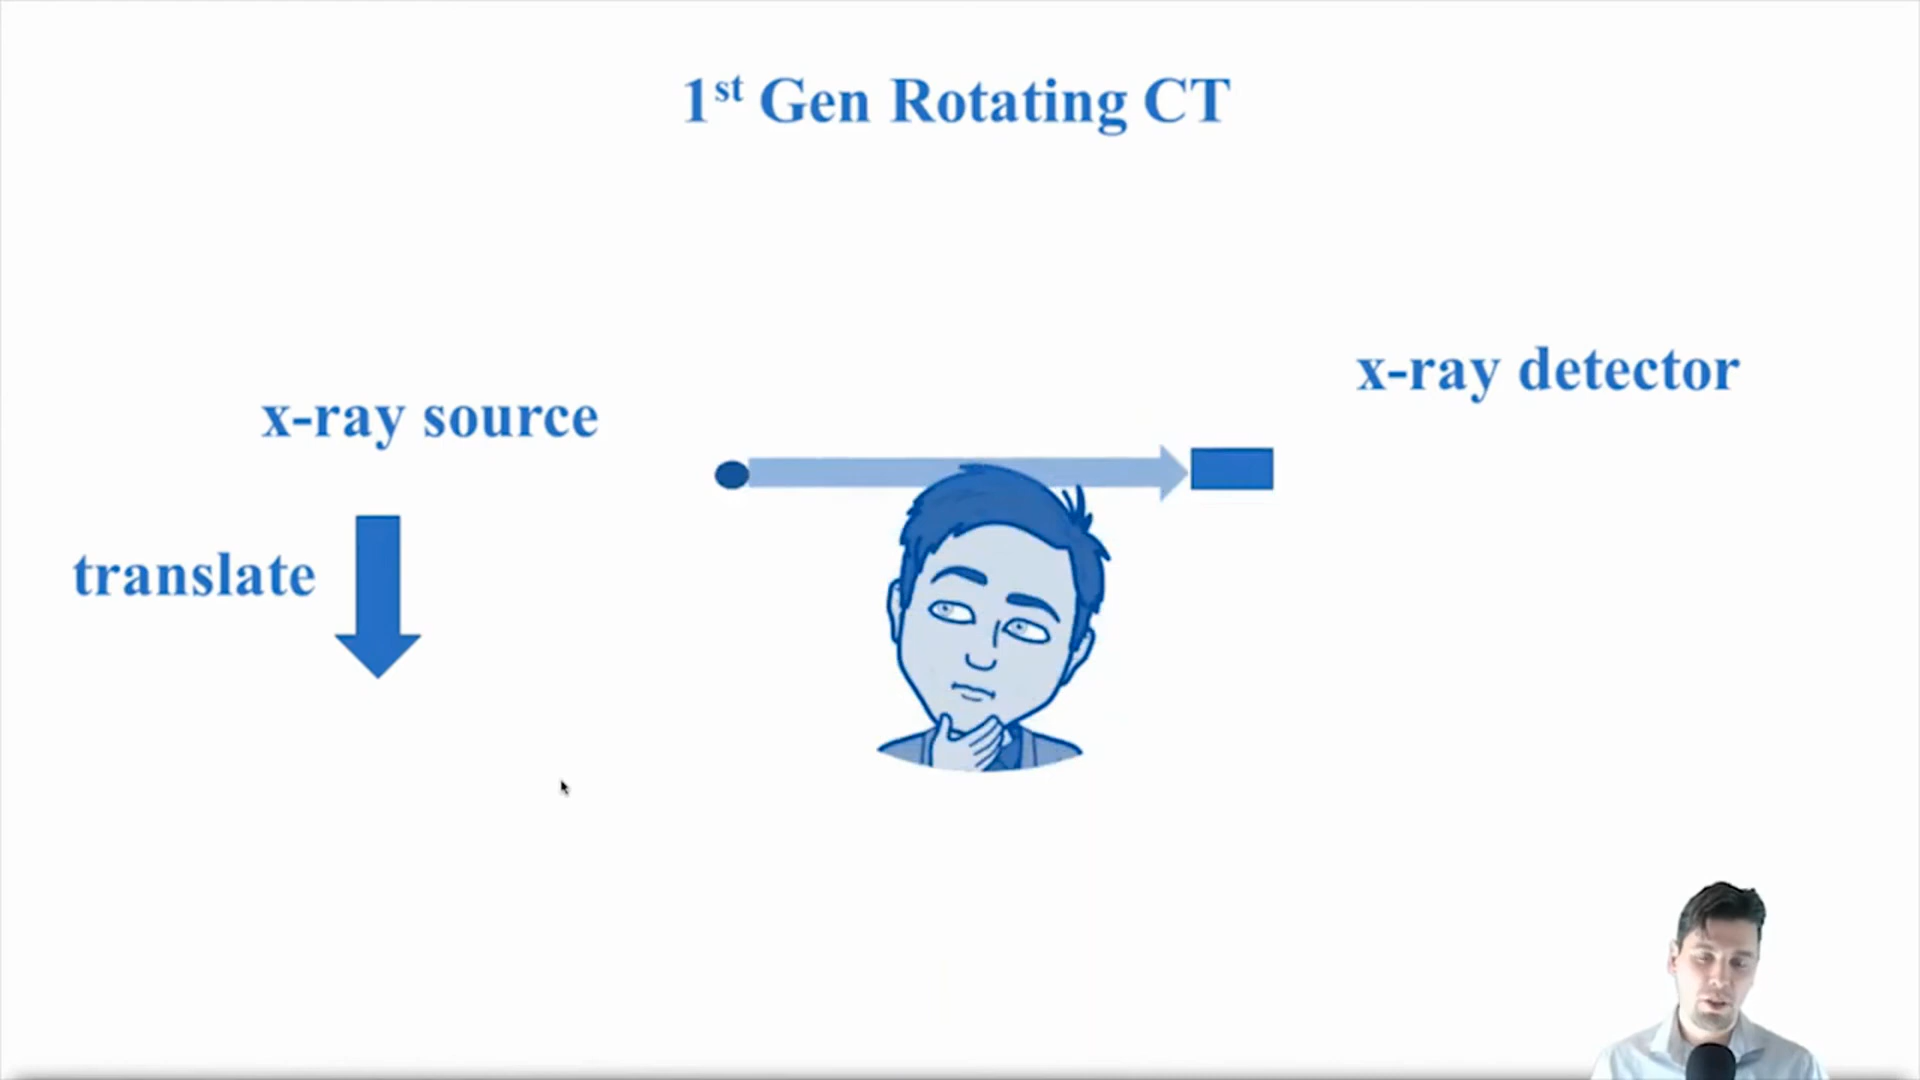 1st Gen Rotating CT
x-ray detector
x-ray source
translate